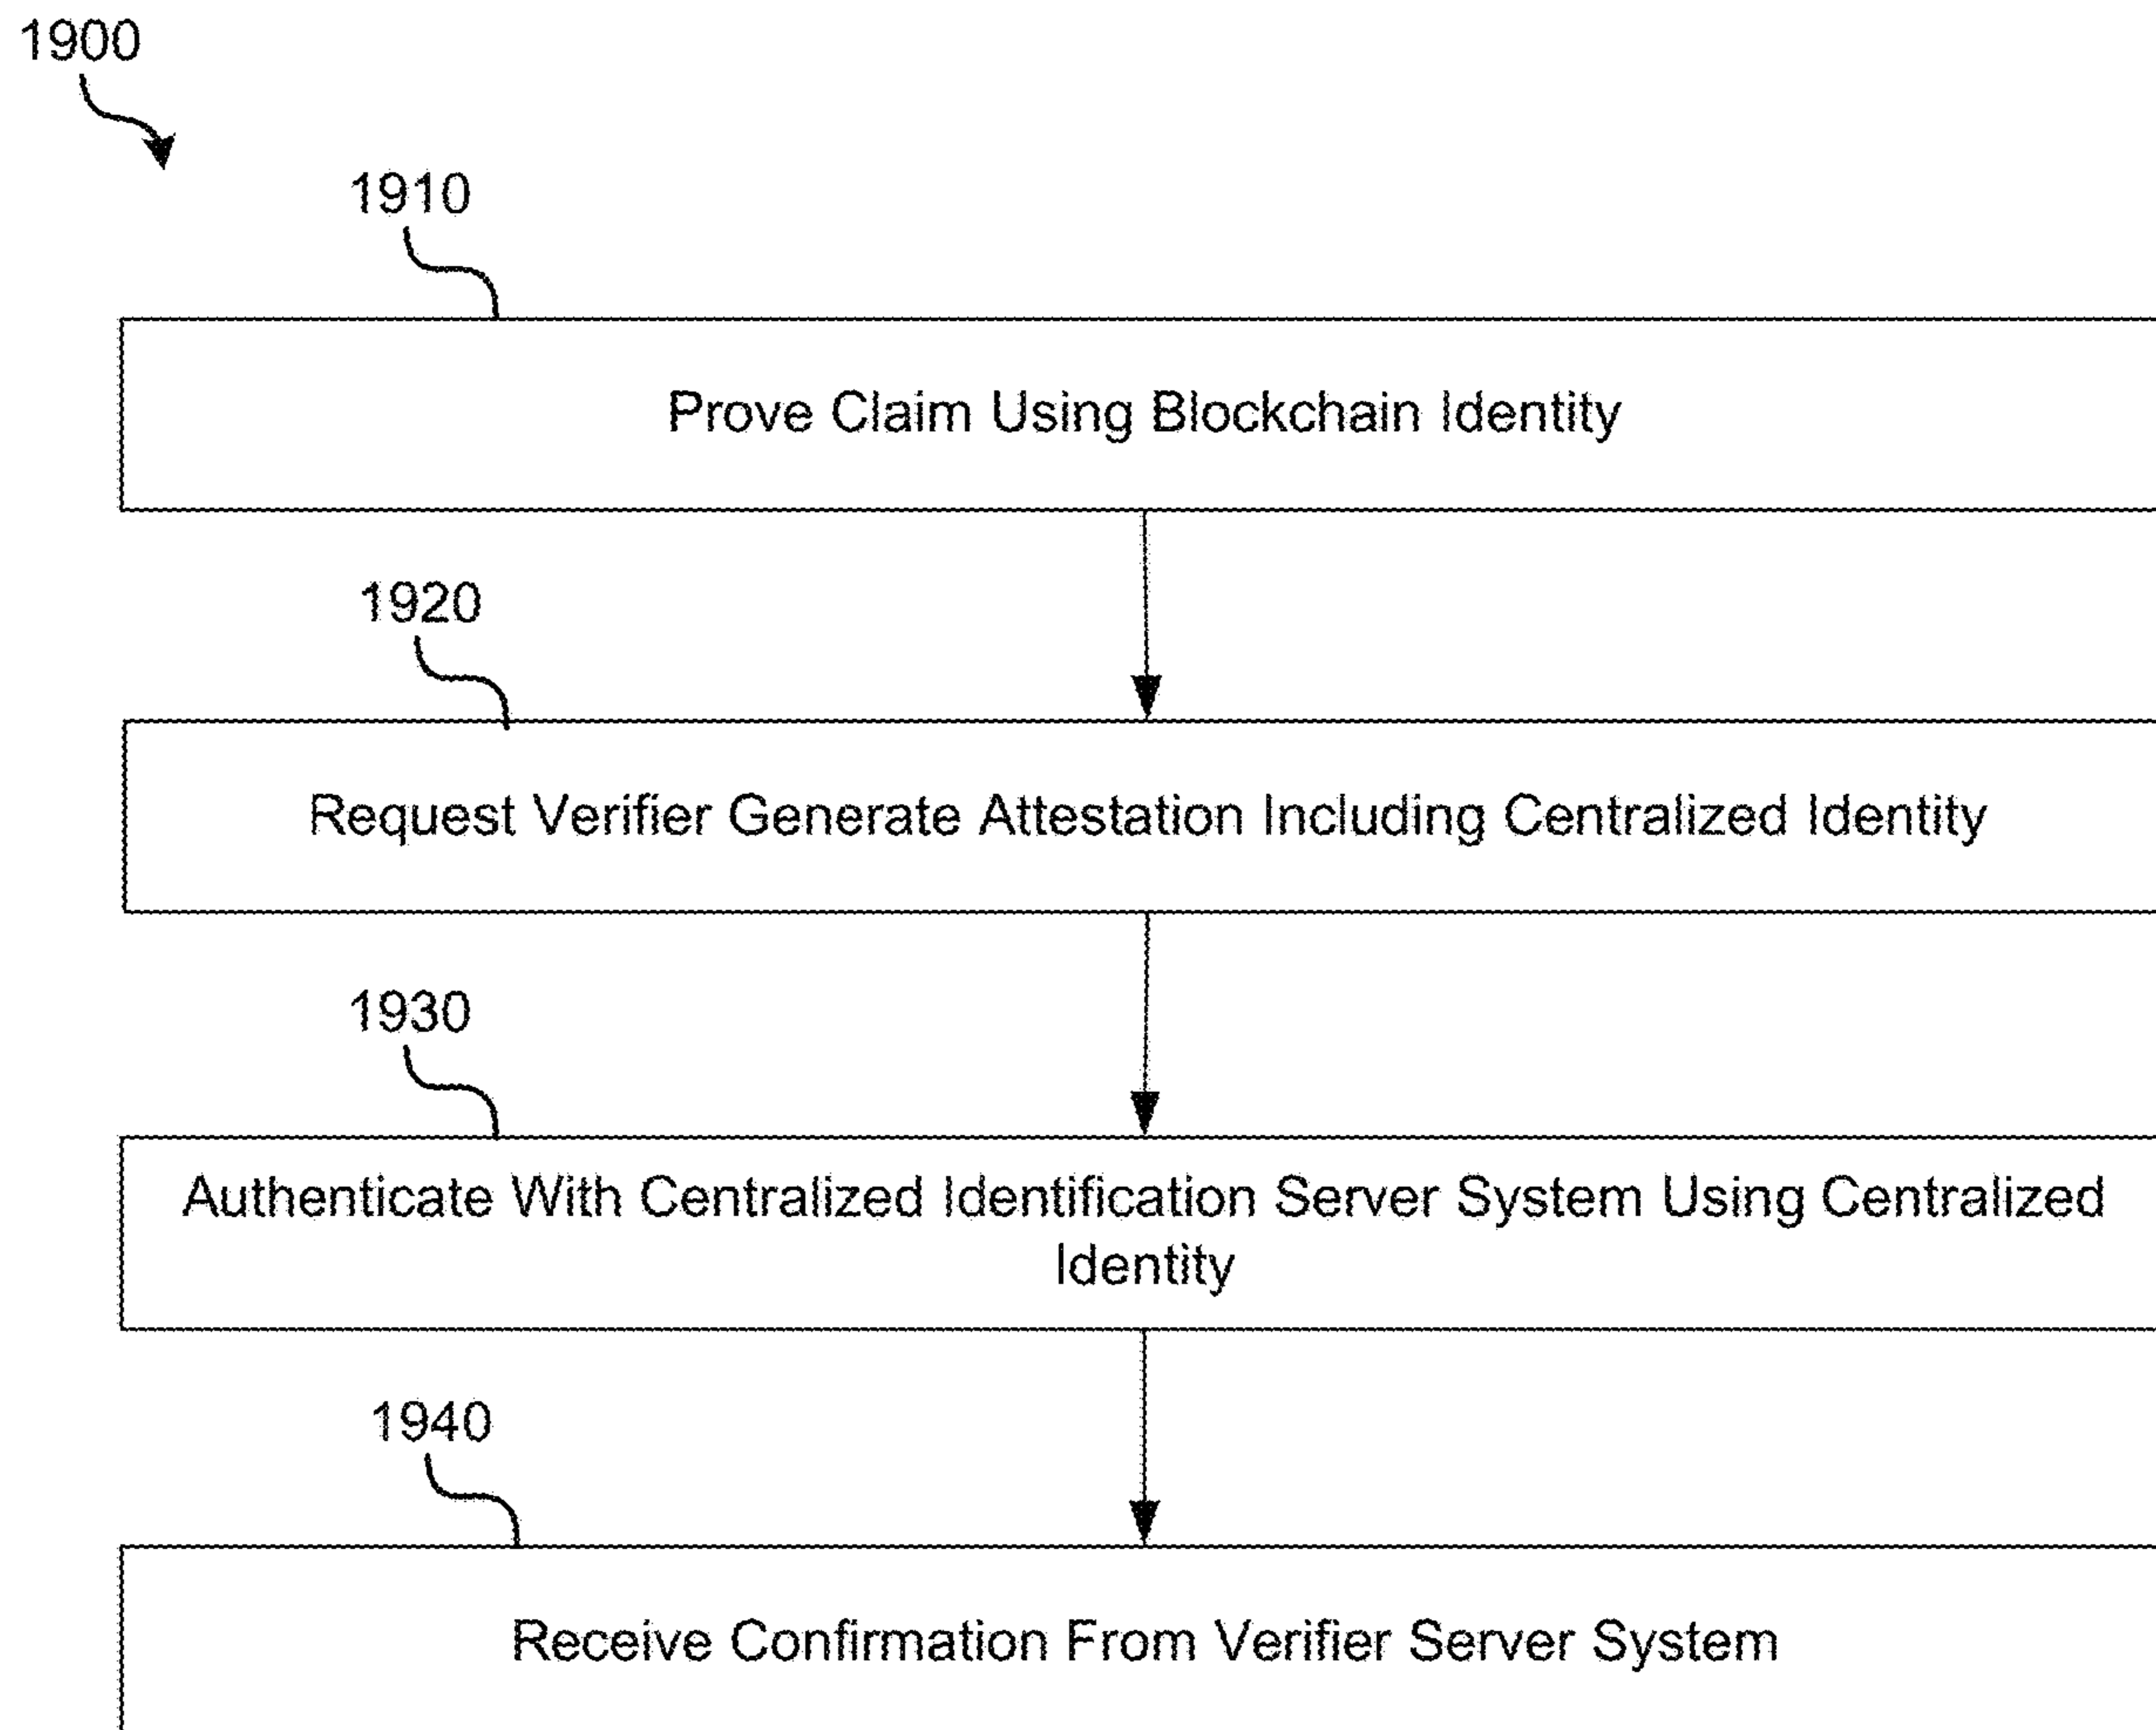 1900
1910
Prove Claim Using Blockchain Identity
1920
Request Verifier Generate Attestation Including Centralized Identity
1930
Authenticate With Centralized Identification Server System Using Centralized
Identity
1940
Receive Confirmation From Verifier Server System